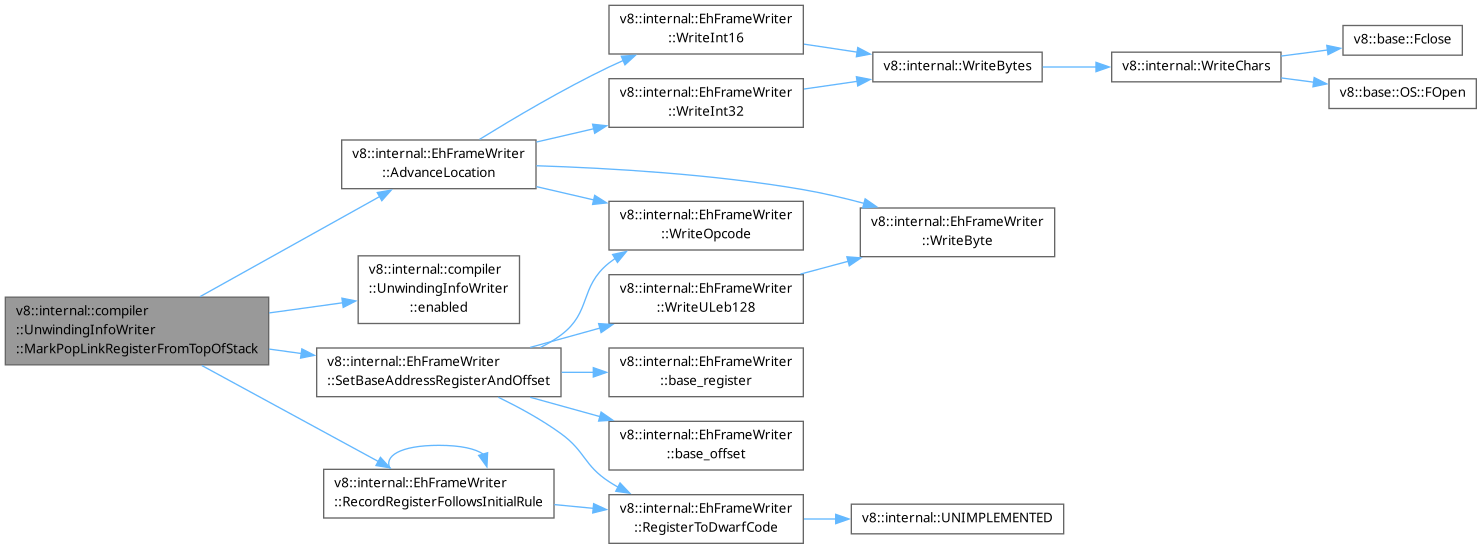 v8::internal::compiler
::UnwindingInfoWriter
::MarkPopLinkRegisterFromTopOfStack
v8::internal::EhFrameWriter
::AdvanceLocation
v8::internal::EhFrameWriter
::WriteInt16
v8::internal::WriteBytes
v8::internal::WriteChars
v8::base::Fclose
v8::base::OS::FOpen
v8::internal::EhFrameWriter
::WriteInt32
v8::internal::EhFrameWriter
::WriteOpcode
v8::internal::EhFrameWriter
::WriteByte
v8::internal::compiler
::UnwindingInfoWriter
::enabled
v8::internal::EhFrameWriter
::SetBaseAddressRegisterAndOffset
v8::internal::EhFrameWriter
::WriteULeb128
v8::internal::EhFrameWriter
::base_register
v8::internal::EhFrameWriter
::base_offset
v8::internal::EhFrameWriter
::RegisterToDwarfCode
v8::internal::UNIMPLEMENTED
v8::internal::EhFrameWriter
::RecordRegisterFollowsInitialRule